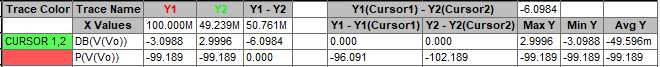 Trace Color Trace Name Y1 Y2 Y1 - Y2 Y1(Cursor1) - Y2(Cursor2) -6.0984
X Values 100.000M 49.239M 50.761M Y1 - Y1(Cursor1) Y2 - Y2(Cursor2) Max Y Min Y Avg Y
CURSOR 1,2 DB(V(Vo)) -3.0988 2.9996 -6.0984 0.000 0.000 2.9996 -3.0988 -49.596m
P(V(Vo)) -99.189 -99.189 0.000 -96.091 -102.189 -99.189 -99.189 -99.189